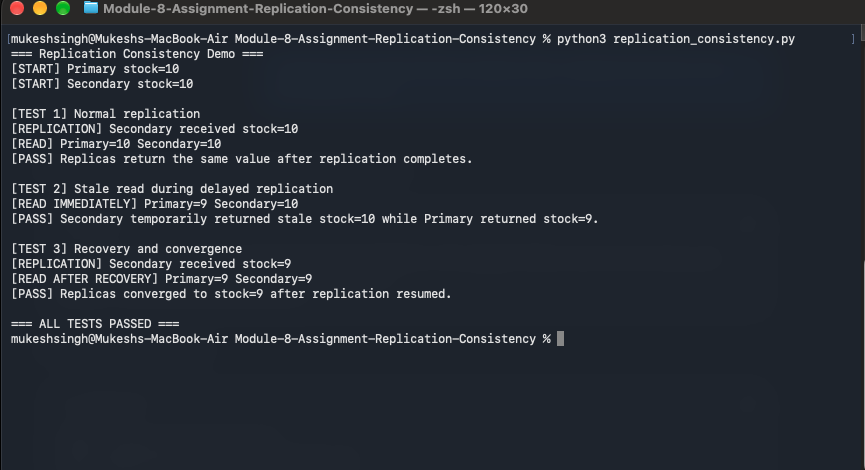 Module-8-Assignment-Replication-Consistency — -zsh — 120×30
[mukeshsingh@Mukeshs-MacBook-Air Module-8-Assignment-Replication-Consistency % python3 replication_consistency.py ]
=== Replication Consistency Demo ===
[START] Primary stock=10
[START] Secondary stock=10
[TEST 1] Normal replication
[REPLICATION] Secondary received stock=10
[READ] Primary=10 Secondary=10
[PASS] Replicas return the same value after replication completes.
[TEST 2] Stale read during delayed replication
[READ IMMEDIATELY] Primary=9 Secondary=10
[PASS] Secondary temporarily returned stale stock=10 while Primary returned stock=9.
[TEST 3] Recovery and convergence
[REPLICATION] Secondary received stock=9
[READ AFTER RECOVERY] Primary=9 Secondary=9
[PASS] Replicas converged to stock=9 after replication resumed.
=== ALL TESTS PASSED ===
mukeshsingh@Mukeshs-MacBook-Air Module-8-Assignment-Replication-Consistency %